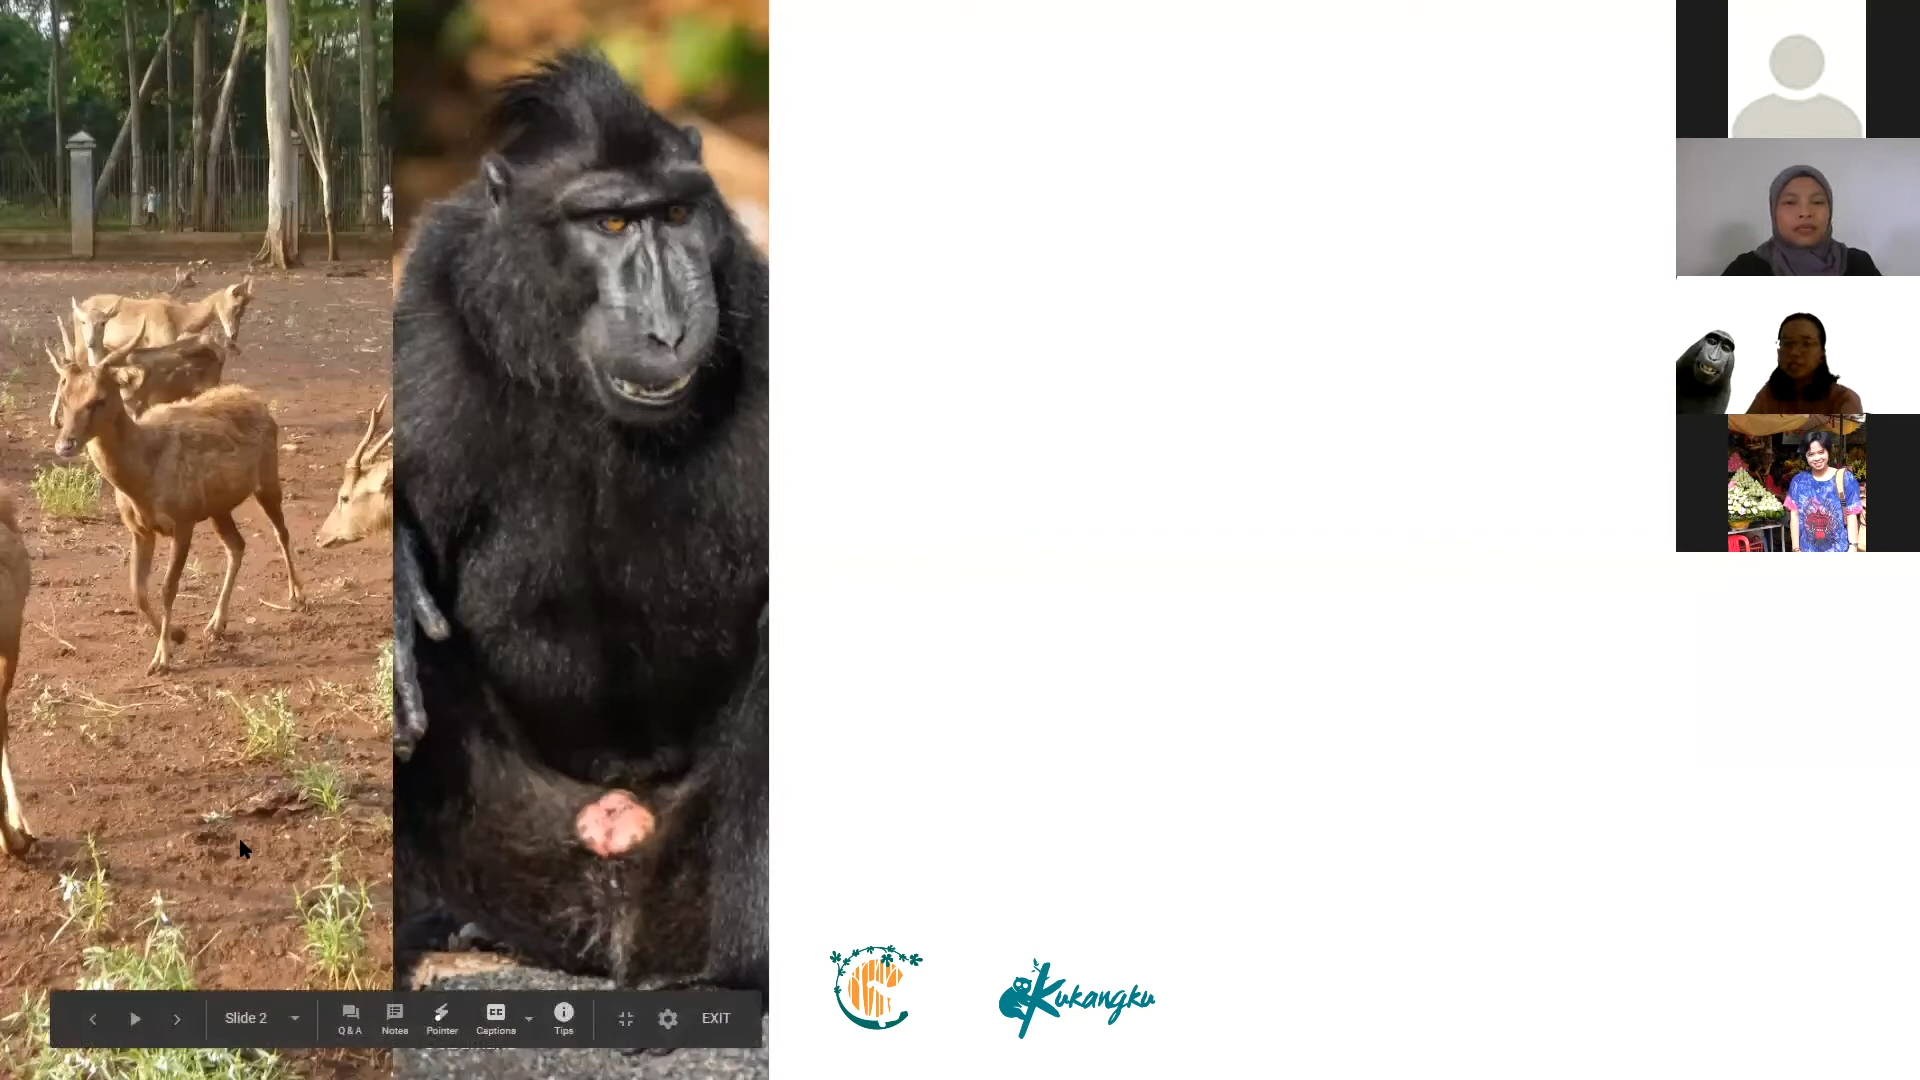 Kukangku
Slide 2
Q & A
Notes
Pointer
Captions
Tips
EXIT